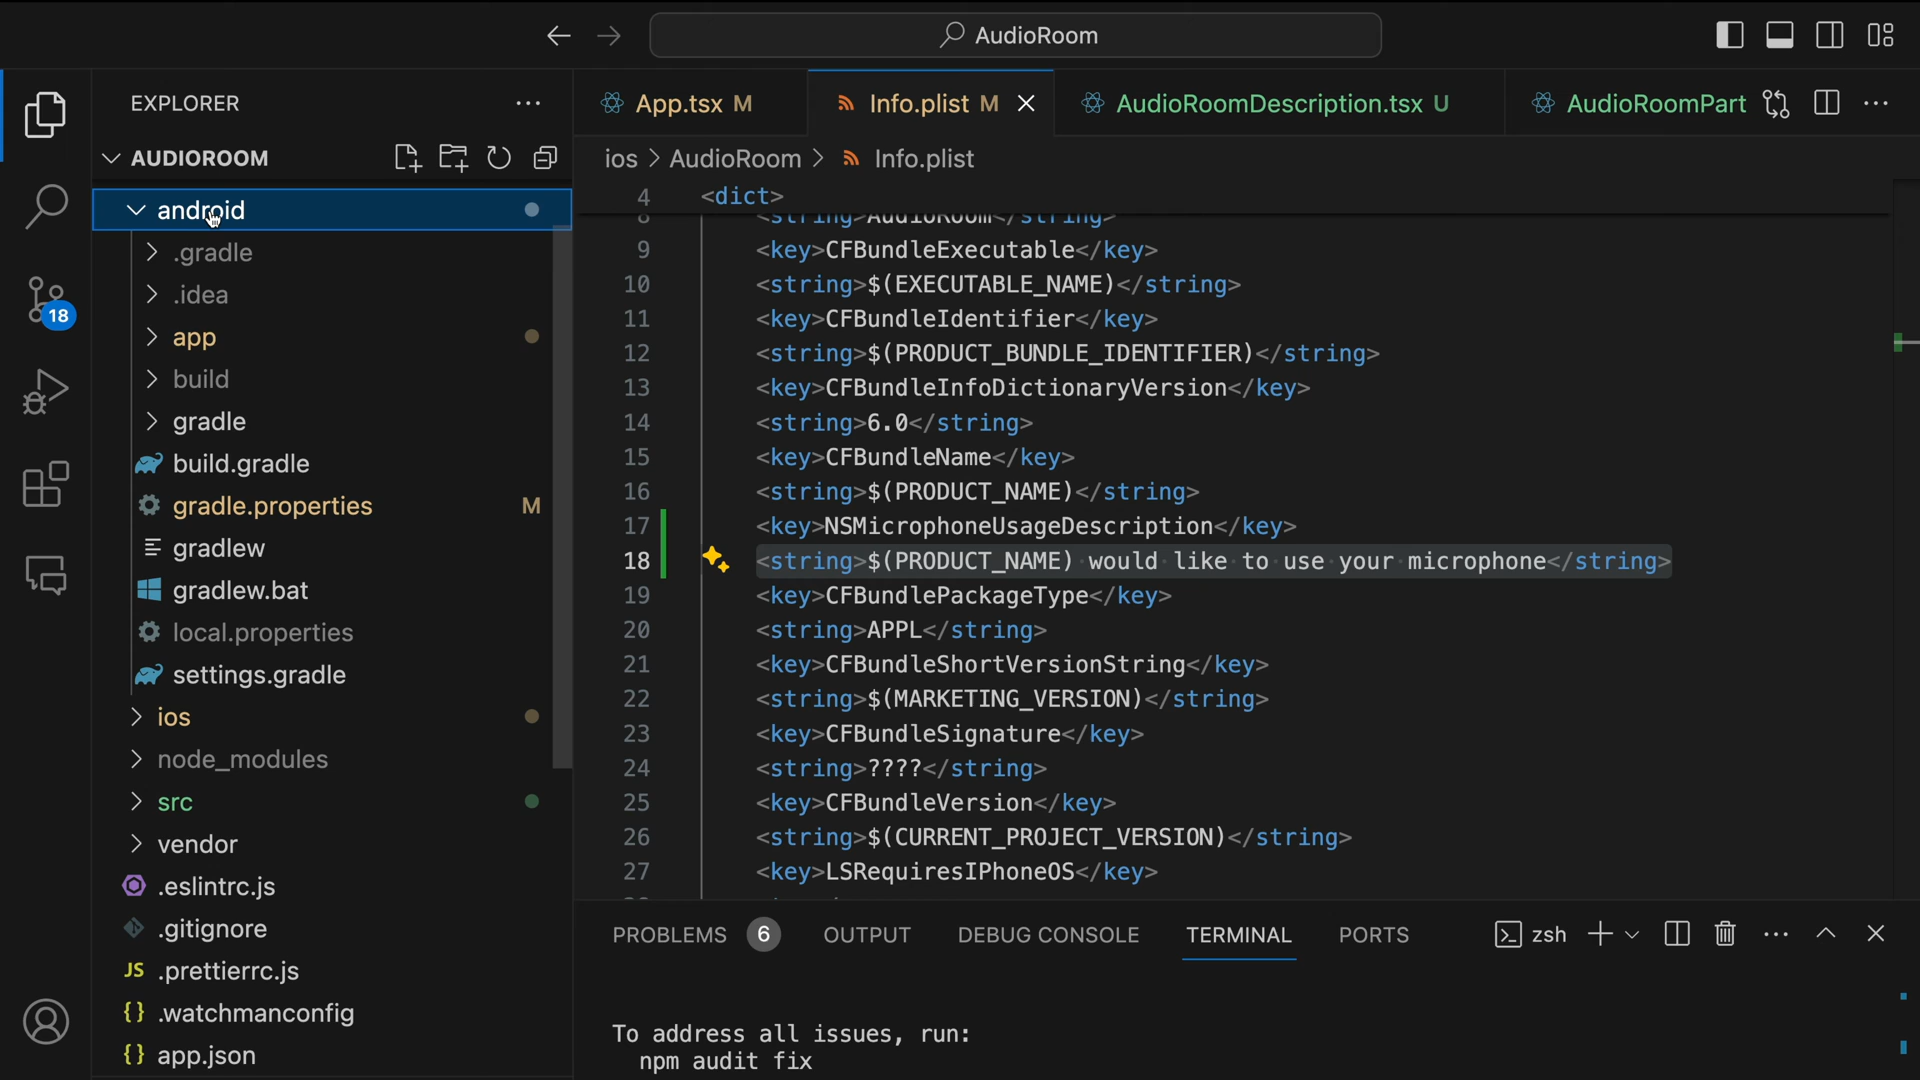 AudioRoom
EXPLORER
AUDIOROOM
android
.gradle
.idea
app
build
gradle
build.gradle
gradle.properties M
gradlew
gradlew.bat
local.properties
settings.gradle
ios
node_modules
src
vendor
.eslintrc.js
.gitignore
JS .prettierrc.js
{} .watchmanconfig
{} app.json
18
App.tsx M
Info.plist M
AudioRoomDescription.tsx U
AudioRoomPart
ios > AudioRoom > Info.plist
4 <dict>
8 <string>AudioRoom</string>
9 <key>CFBundleExecutable</key>
10 <string>$(EXECUTABLE_NAME)</string>
11 <key>CFBundleIdentifier</key>
12 <string>$(PRODUCT_BUNDLE_IDENTIFIER)</string>
13 <key>CFBundleInfoDictionaryVersion</key>
14 <string>6.0</string>
15 <key>CFBundleName</key>
16 <string>$(PRODUCT_NAME)</string>
17 <key>NSMicrophoneUsageDescription</key>
18 <string>$(PRODUCT_NAME) would like to use your microphone</string>
19 <key>CFBundlePackageType</key>
20 <string>APPL</string>
21 <key>CFBundleShortVersionString</key>
22 <string>$(MARKETING_VERSION)</string>
23 <key>CFBundleSignature</key>
24 <string>????</string>
25 <key>CFBundleVersion</key>
26 <string>$(CURRENT_PROJECT_VERSION)</string>
27 <key>LSRequiresIPhoneOS</key>
PROBLEMS 6 OUTPUT DEBUG CONSOLE TERMINAL PORTS zsh
To address all issues, run:
npm audit fix